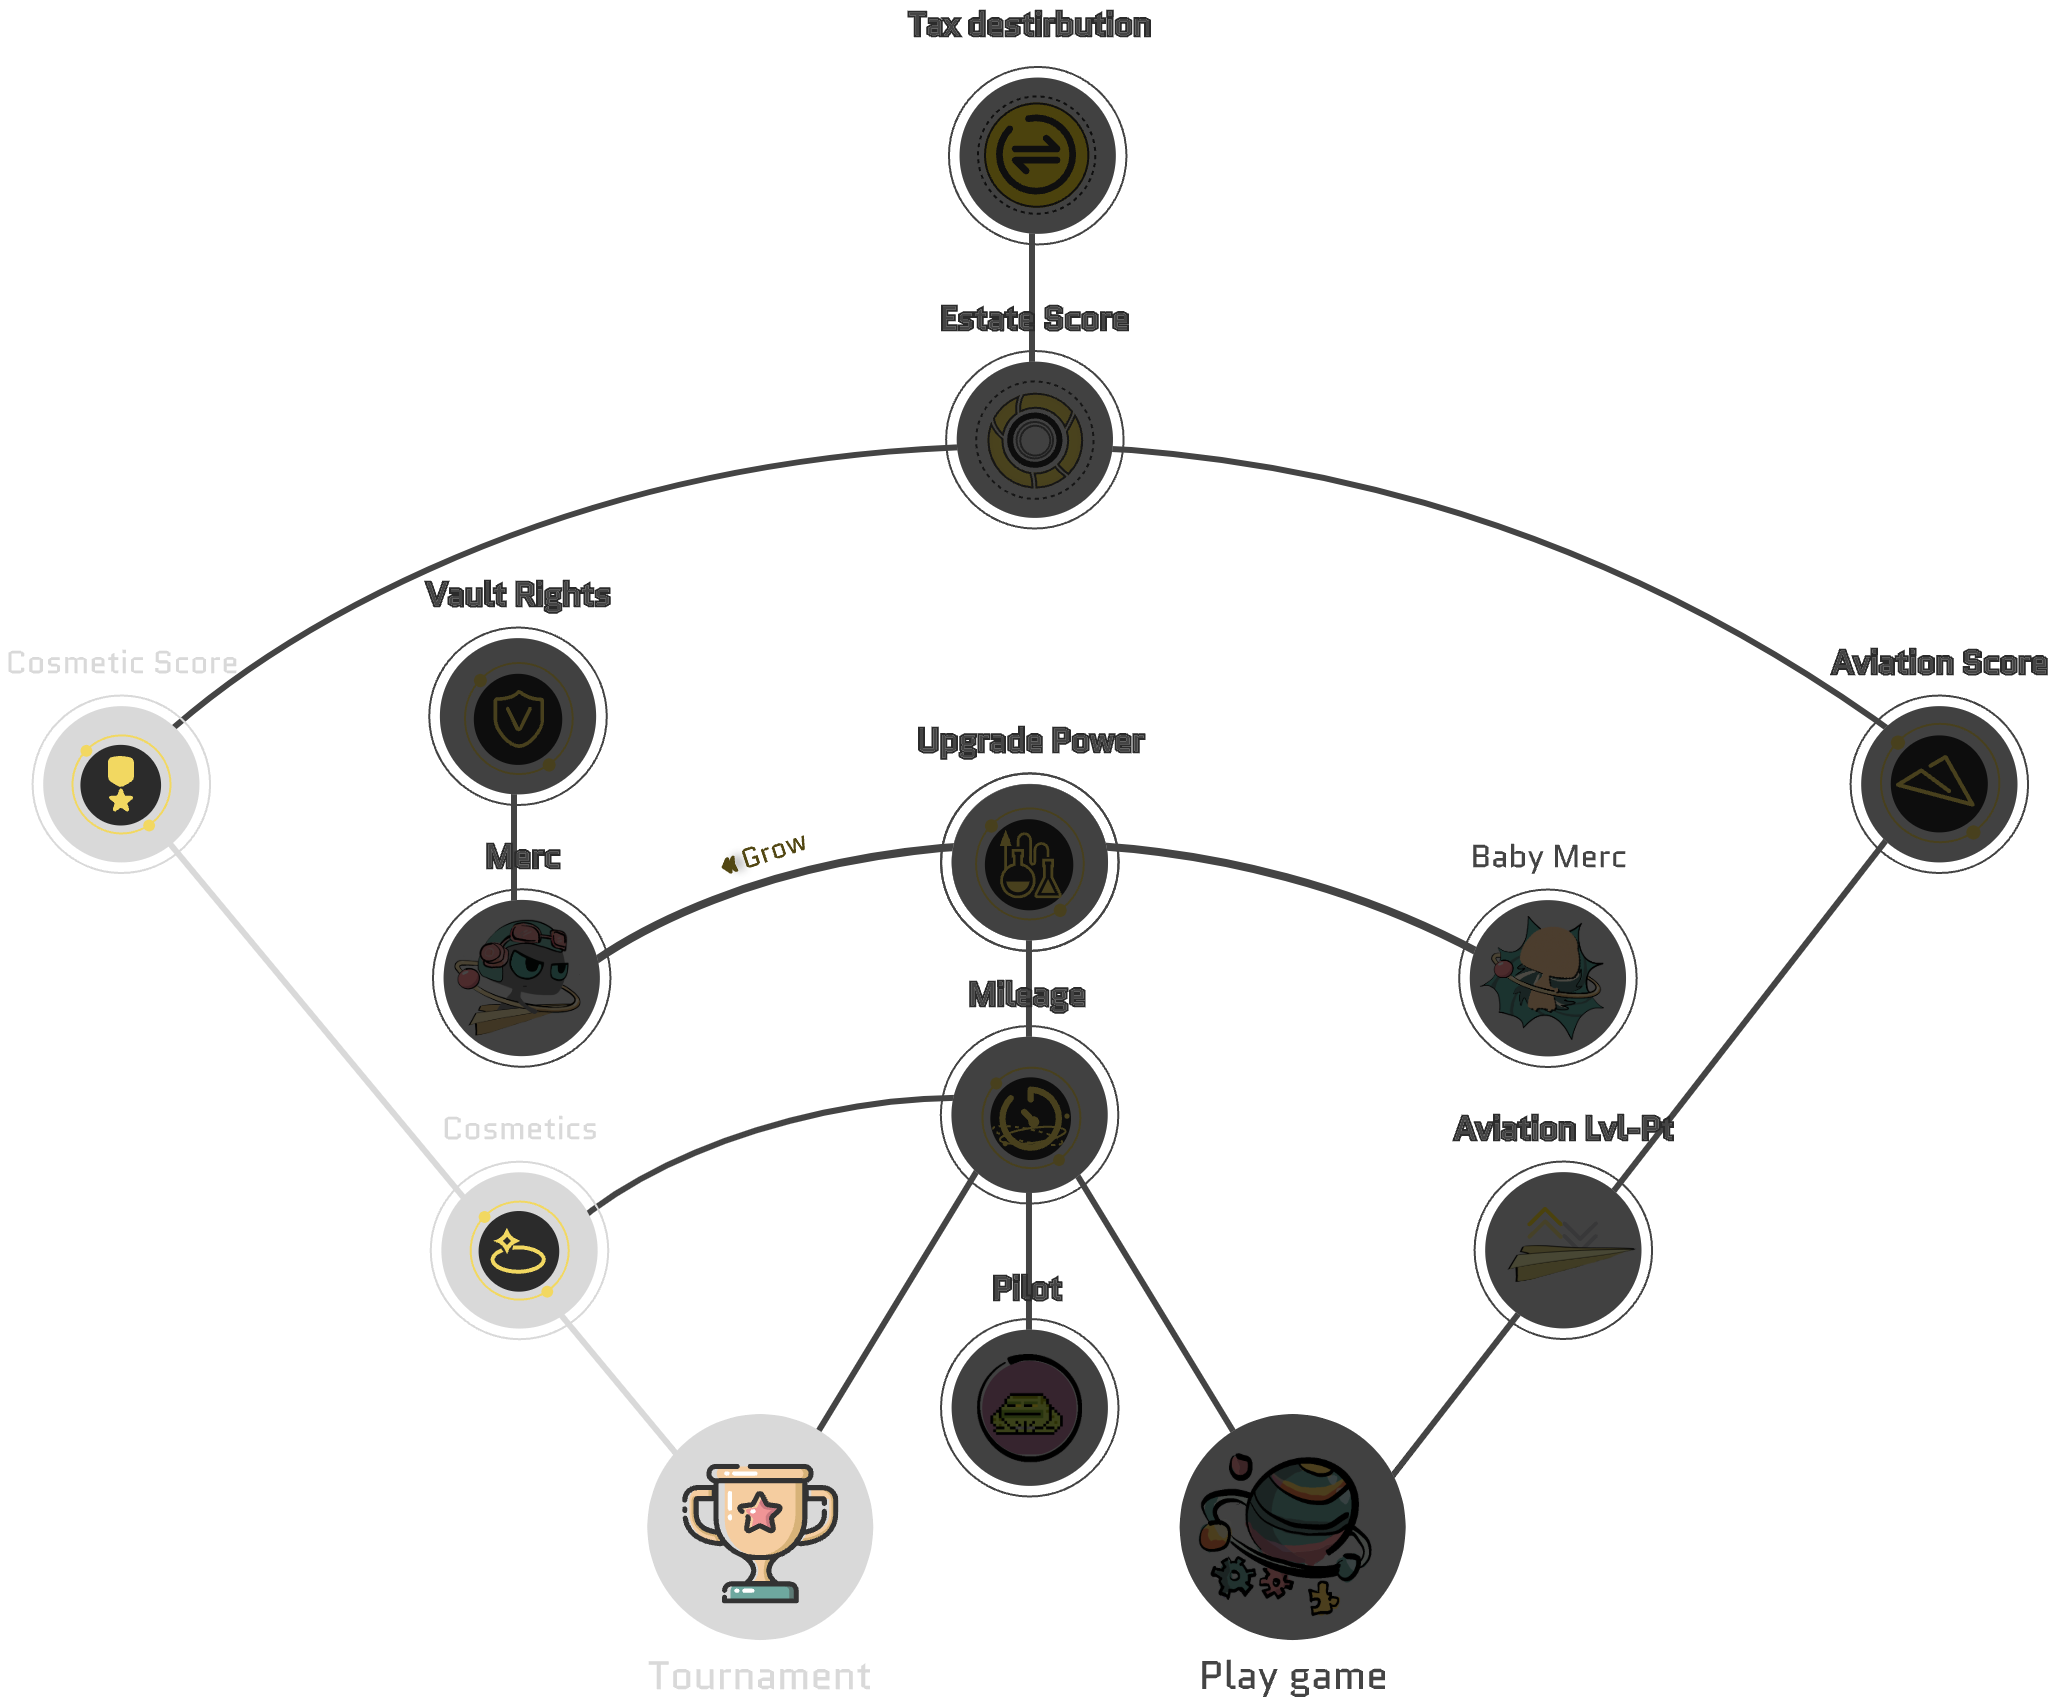 Tax destirbution
Estate Score
Vault Rights
Cosmetic Score
Aviation Score
Upgrade Power
Grow
Merc
Baby Merc
Mileage
Cosmetics
Aviation Lvl-Pt
Pilot
Tournament
Play game